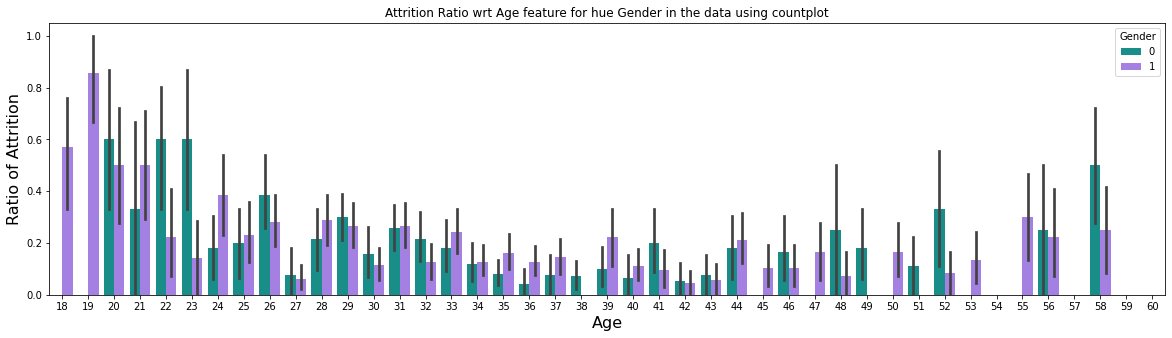 Attrition Ratio wrt Age feature for hue Gender in the data using countplot
Gender
0
1
Ratio of Attrition
1.0
0.8
0.6
0.4
0.2
0.0
18 19 20 21 22 23 24 25 26 27 28 29 30 31 32 33 34 35 36 37 38 39 40 41 42 43 44 45 46 47 48 49 50 51 52 53 54 55 56 57 58 59 60
Age